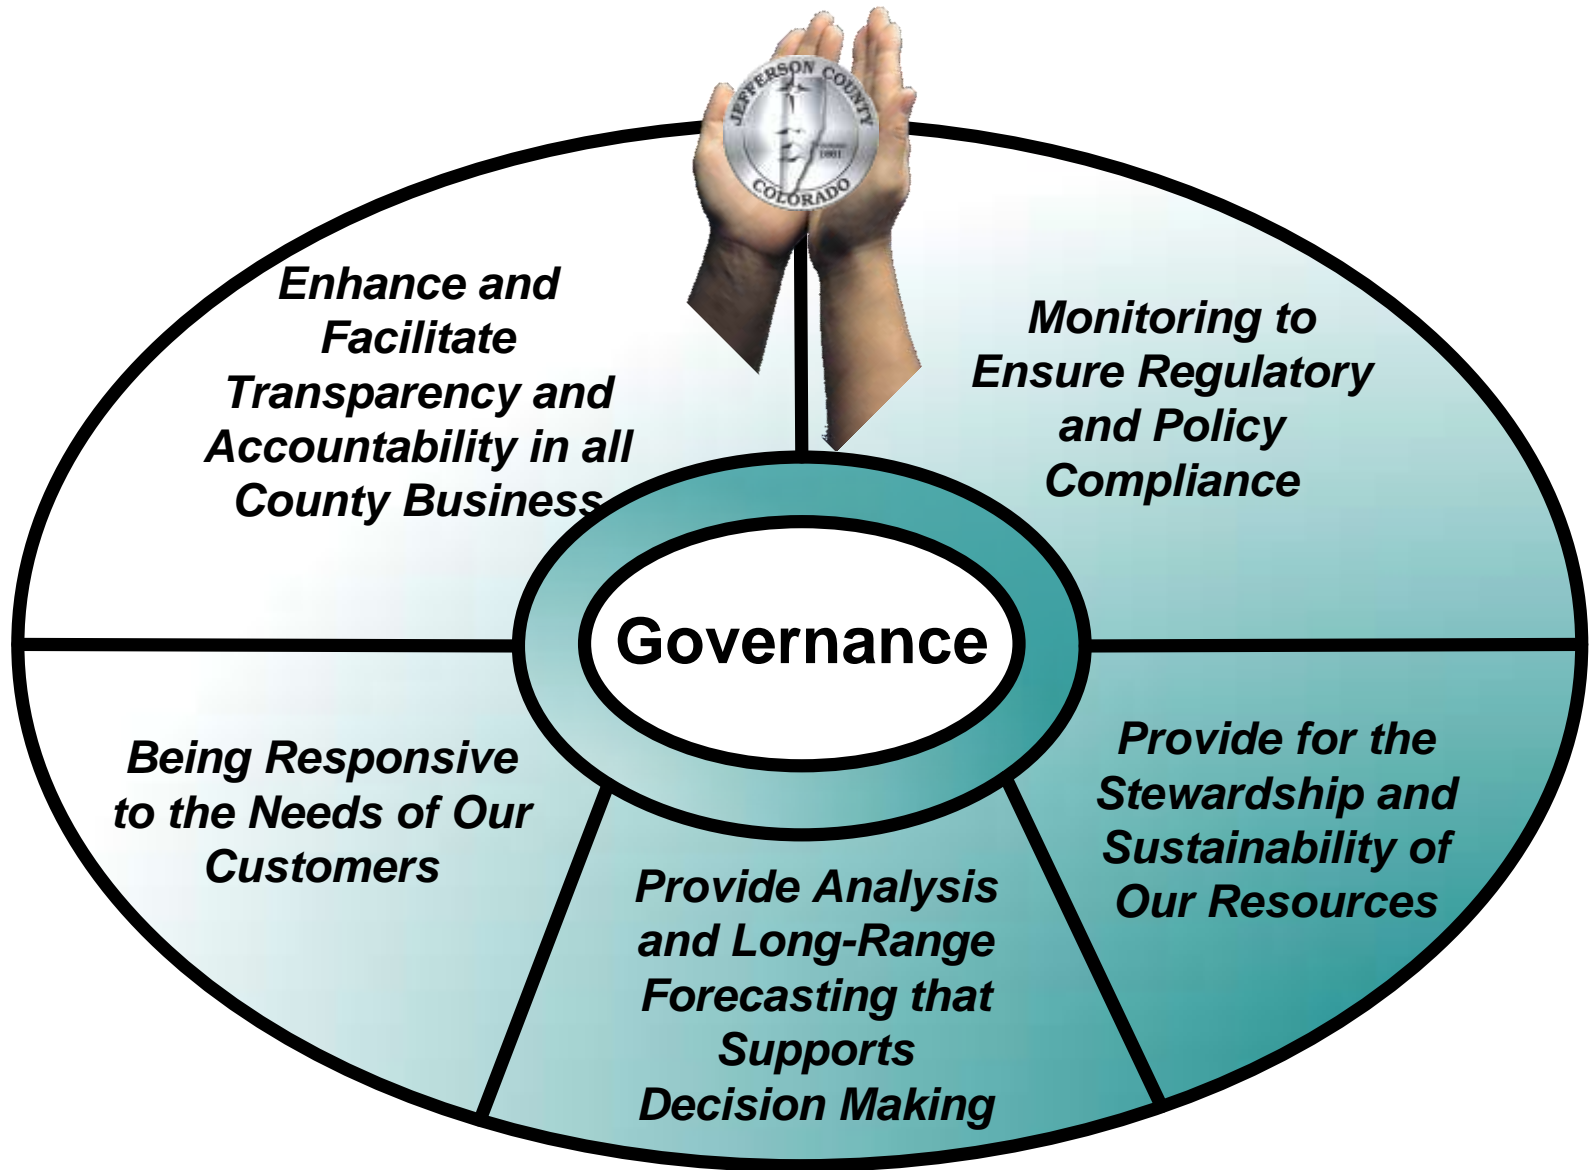 JEFFERSON COUNTY
1861
COLORADO
Enhance and
Facilitate
Transparency and
Accountability in all
County Business
Monitoring to
Ensure Regulatory
and Policy
Compliance
Governance
Being Responsive
to the Needs of Our
Customers
Provide Analysis
and Long-Range
Forecasting that
Supports
Decision Making
Provide for the
Stewardship and
Sustainability of
Our Resources